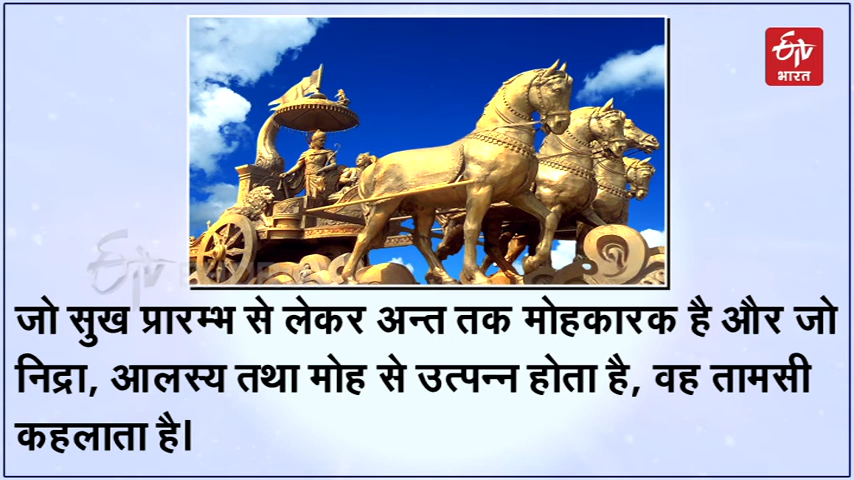 ETV
भारत
जो सुख प्रारम्भ से लेकर अन्त तक मोहकारक है और जो
निद्रा, आलस्य तथा मोह से उत्पन्न होता है, वह तामसी
कहलाता है।